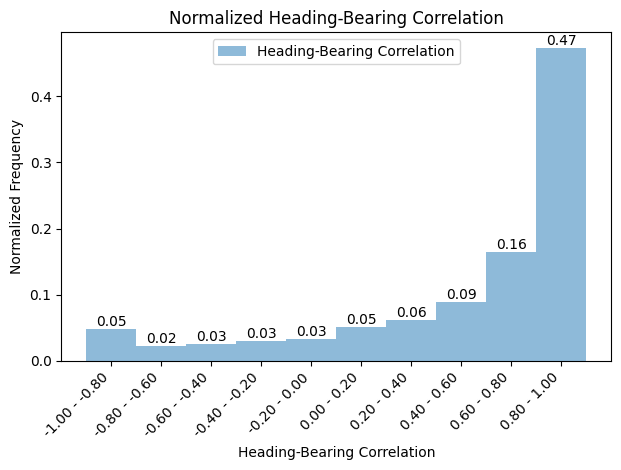 Normalized Heading-Bearing Correlation
Heading-Bearing Correlation
0.47
0.16
0.09
0.06
0.05
0.03
0.03
0.03
0.02
0.05
Normalized Frequency
0.4
0.3
0.2
0.1
0.0
-1.00 - -0.80
-0.80 - -0.60
-0.60 - -0.40
-0.40 - -0.20
-0.20 - 0.00
0.00 - 0.20
0.20 - 0.40
0.40 - 0.60
0.60 - 0.80
0.80 - 1.00
Heading-Bearing Correlation